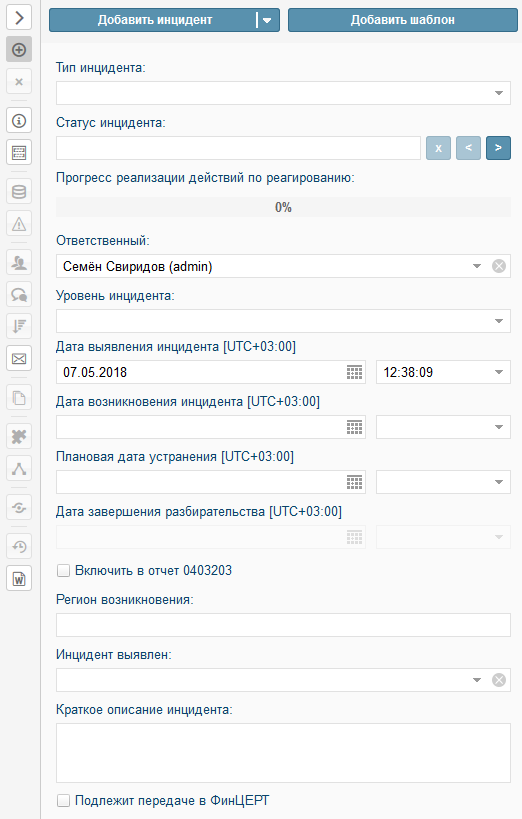 Добавить инцидент
Добавить шаблон
Тип инцидента:
Статус инцидента:
x < >
Прогресс реализации действий по реагированию:
0%
Ответственный:
Семён Свиридов (admin)
Уровень инцидента:
Дата выявления инцидента [UTC+03:00]
07.05.2018
12:38:09
Дата возникновения инцидента [UTC+03:00]
Плановая дата устранения [UTC+03:00]
Дата завершения разбирательства [UTC+03:00]
Включить в отчет 0403203
Регион возникновения:
Инцидент выявлен:
Краткое описание инцидента:
Подлежит передаче в ФинЦЕРТ